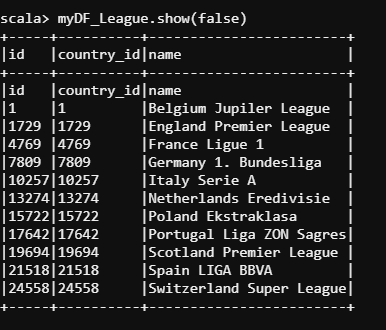 scala> myDF_League.show(false)
+-----+----------+------------------------+
|id   |country_id|name                    |
+-----+----------+------------------------+
|id   |country_id|name                    |
|1    |1         |Belgium Jupiler League  |
|1729 |1729      |England Premier League  |
|4769 |4769      |France Ligue 1          |
|7809 |7809      |Germany 1. Bundesliga   |
|10257|10257     |Italy Serie A           |
|13274|13274     |Netherlands Eredivisie  |
|15722|15722     |Poland Ekstraklasa      |
|17642|17642     |Portugal Liga ZON Sagres|
|19694|19694     |Scotland Premier League |
|21518|21518     |Spain LIGA BBVA         |
|24558|24558     |Switzerland Super League|
+-----+----------+------------------------+